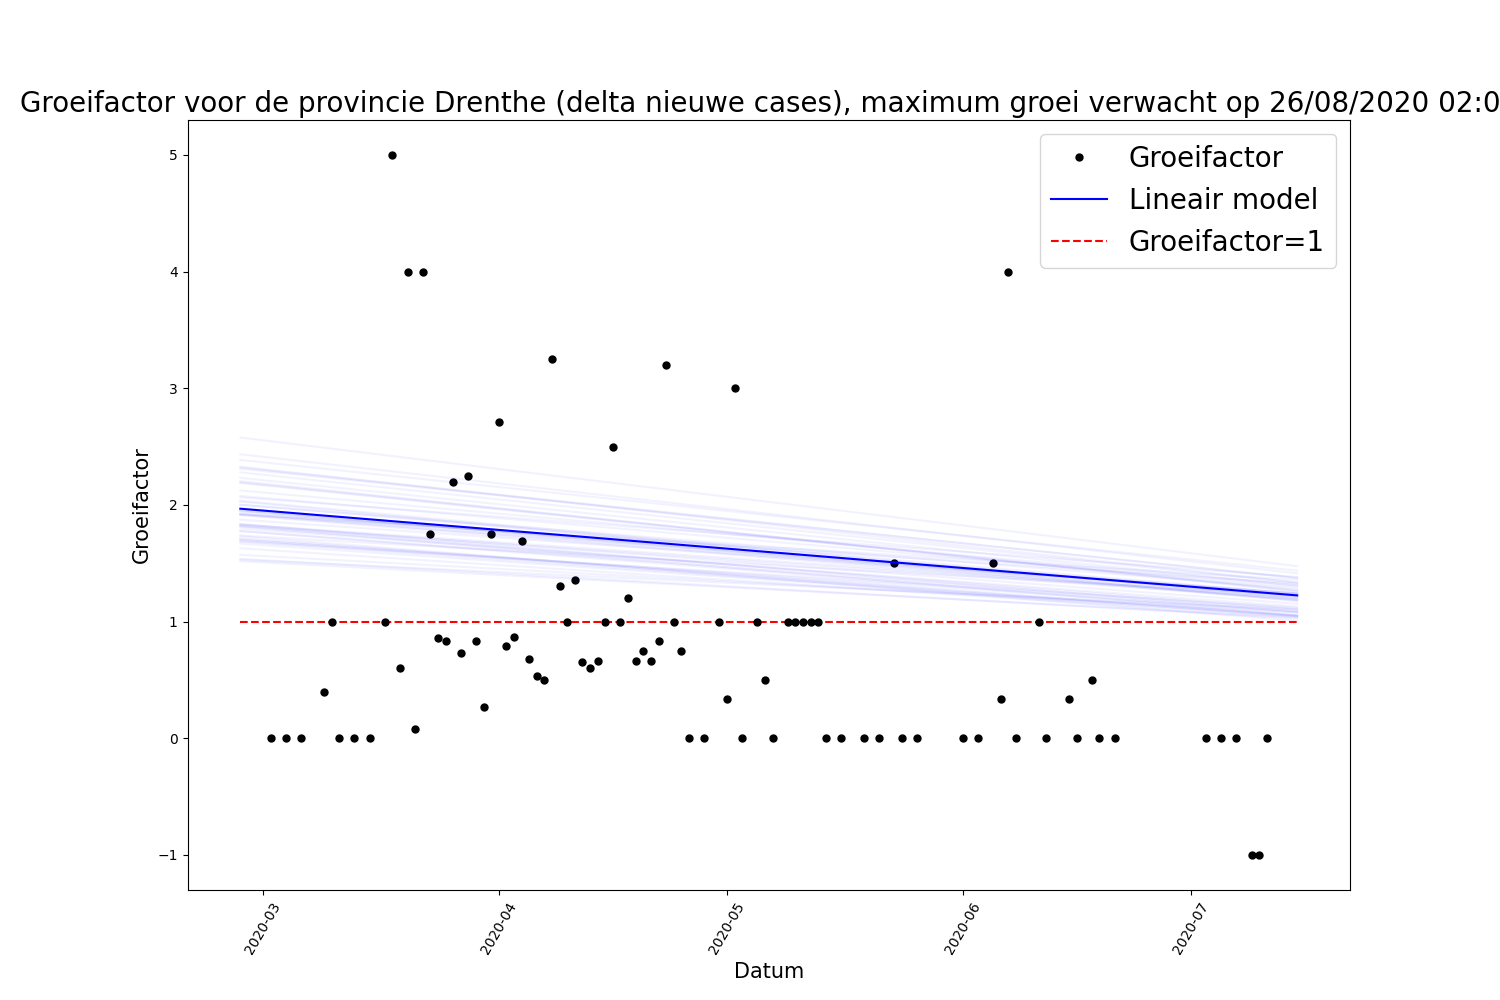 Groeifactor voor de provincie Drenthe (delta nieuwe cases), maximum groei verwacht op 26/08/2020 02:0
Groeifactor
Lineair model
Groeifactor=1
5
4
3
2
1
0
−1
Groeifactor
2020-03
2020-04
2020-05
2020-06
2020-07
Datum